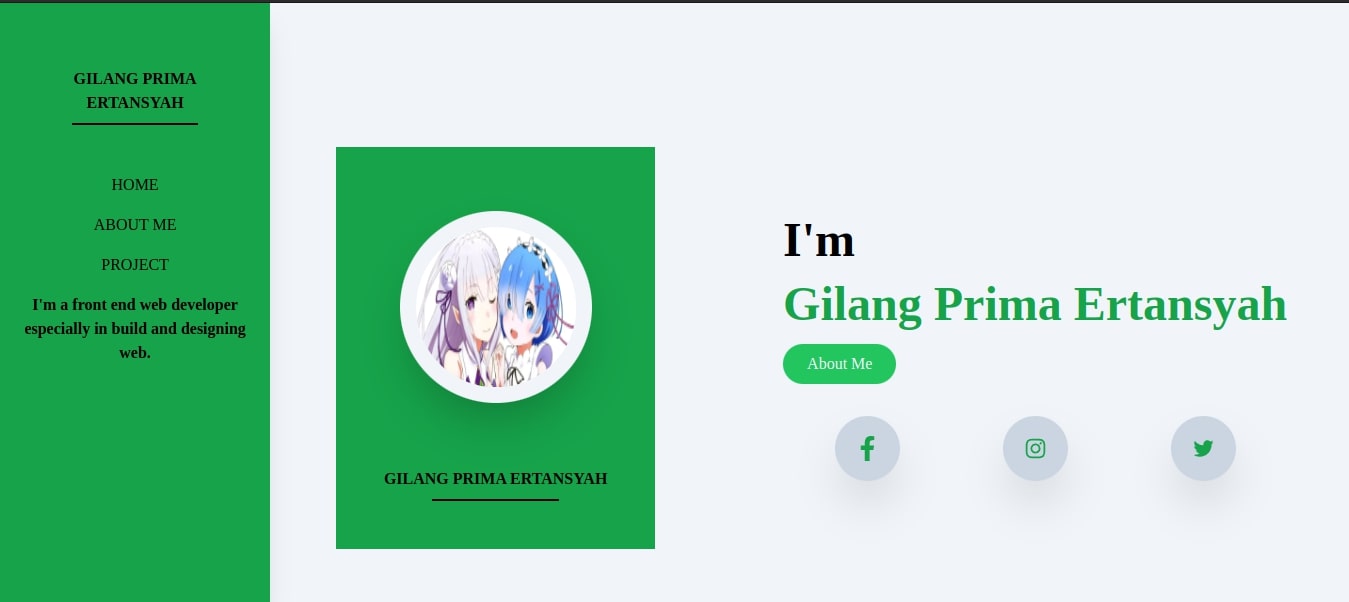 GILANG PRIMA
ERTANSYAH
HOME
ABOUT ME
PROJECT
I'm a front end web developer
especially in build and designing
web.
GILANG PRIMA ERTANSYAH
I'm
Gilang Prima Ertansyah
About Me